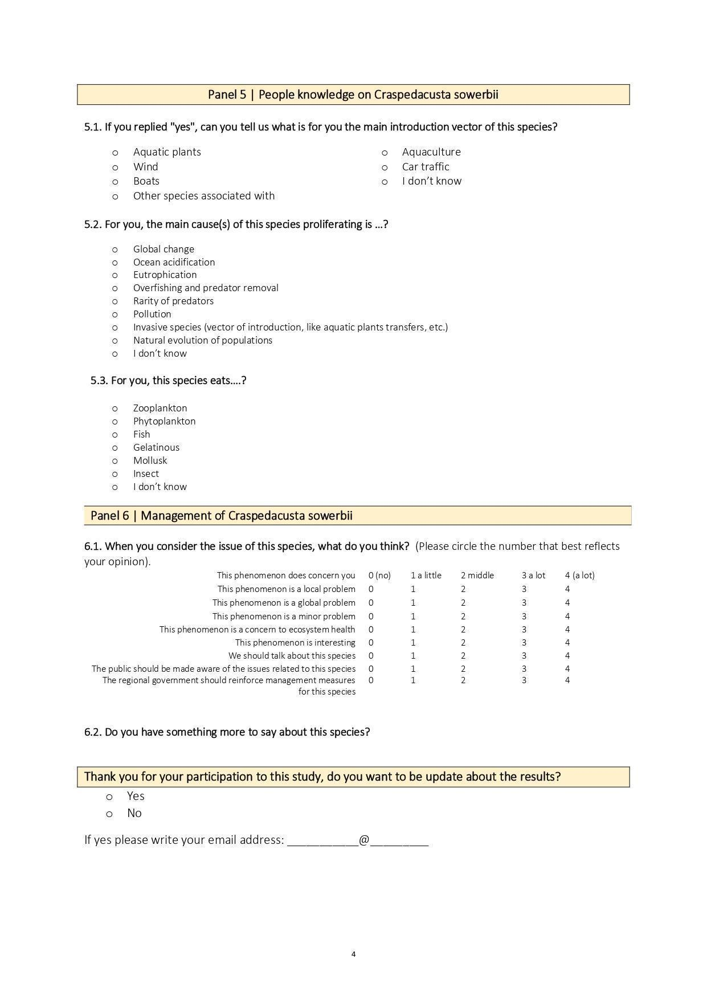 Panel 5 | People knowledge on Craspedacusta sowerbii
5.1. If you replied "yes", can you tell us what is for you the main introduction vector of this species?
o Aquatic plants
o Wind
o Boats
o Other species associated with
o Aquaculture
o Car traffic
o I don’t know
5.2. For you, the main cause(s) of this species proliferating is ...?
o Global change
o Ocean acidification
o Eutrophication
o Overfishing and predator removal
o Rarity of predators
o Pollution
o Invasive species (vector of introduction, like aquatic plants transfers, etc.)
o Natural evolution of populations
o I don’t know
5.3. For you, this species eats....?
o Zooplankton
o Phytoplankton
o Fish
o Gelatinous
o Mollusk
o Insect
o I don’t know
Panel 6 | Management of Craspedacusta sowerbii
6.1. When you consider the issue of this species, what do you think? (Please circle the number that best reflects
your opinion).
This phenomenon does concern you 0 (no) 1 a little 2 middle 3 a lot 4 (a lot)
This phenomenon is a local problem 0 1 2 3 4
This phenomenon is a global problem 0 1 2 3 4
This phenomenon is a minor problem 0 1 2 3 4
This phenomenon is a concern to ecosystem health 0 1 2 3 4
This phenomenon is interesting 0 1 2 3 4
We should talk about this species 0 1 2 3 4
The public should be made aware of the issues related to this species 0 1 2 3 4
The regional government should reinforce management measures 0 1 2 3 4
for this species
6.2. Do you have something more to say about this species?
Thank you for your participation to this study, do you want to be update about the results?
o Yes
o No
If yes please write your email address: ___________@_________
4